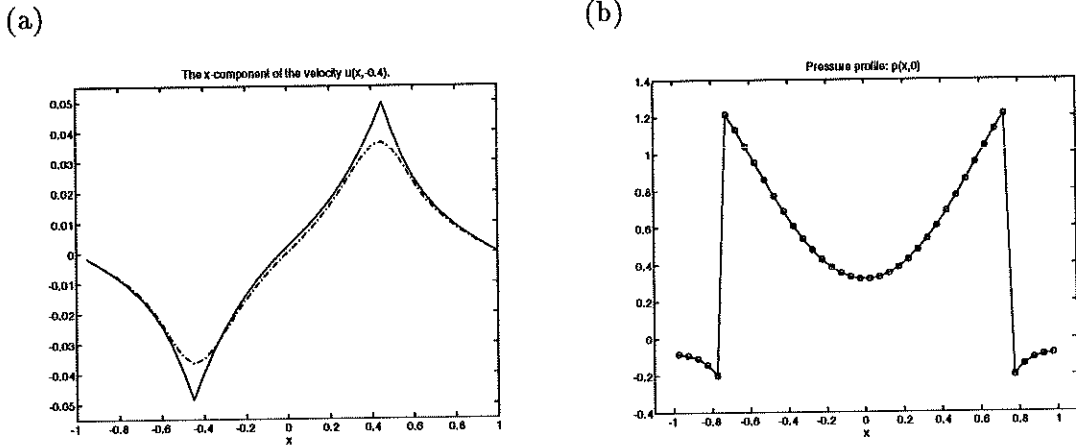 (a)
(b)
The x-component of the velocity u(x,-0.4).
0.05
0.04
0.03
0.02
0.01
0
-0.01
-0.02
-0.03
-0.04
-0.05
-1 -0.8 -0.6 -0.4 -0.2 0 0.2 0.4 0.6 0.8 1
x
Pressure profile: p(x,0)
1.4
1.2
1
0.8
0.6
0.4
0.2
0
-0.2
-0.4
-1 -0.8 -0.6 -0.4 -0.2 0 0.2 0.4 0.6 0.8 1
x